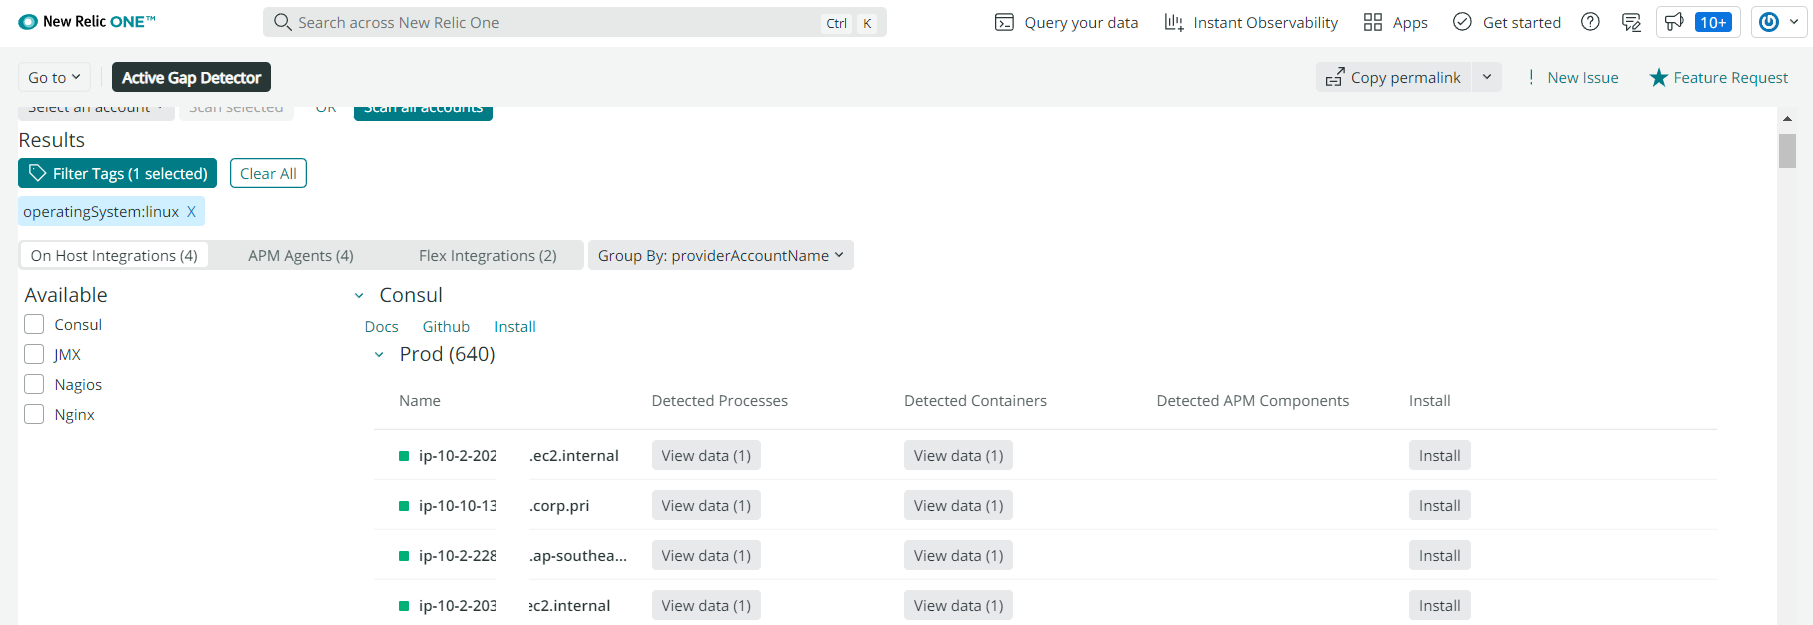 New Relic ONE™
Search across New Relic One
Ctrl K
Query your data
Instant Observability
Apps
Get started
10+
Go to
Active Gap Detector
Copy permalink
! New Issue
Feature Request
Select an account
Scan selected
OR
Scan all accounts
Results
Filter Tags (1 selected)
Clear All
operatingSystem:linux X
On Host Integrations (4)
APM Agents (4)
Flex Integrations (2)
Group By: providerAccountName
Available
Consul
JMX
Nagios
Nginx
Consul
Docs Github Install
Prod (640)
Name Detected Processes Detected Containers Detected APM Components Install
ip-10-2-202 .ec2.internal View data (1) View data (1) Install
ip-10-10-13 .corp.pri View data (1) View data (1) Install
ip-10-2-228 .ap-southea... View data (1) View data (1) Install
ip-10-2-203 ec2.internal View data (1) View data (1) Install